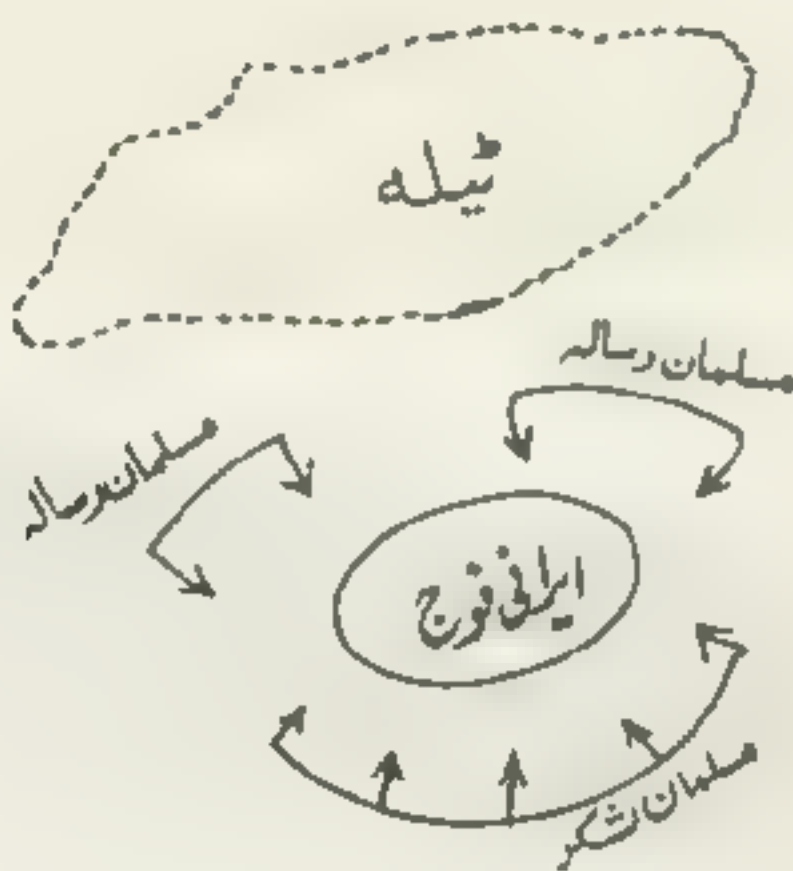 ٹیلہ
مسلمان رسالہ
مسلمان رسالہ
ایرانی فوج
مسلمان لشکر